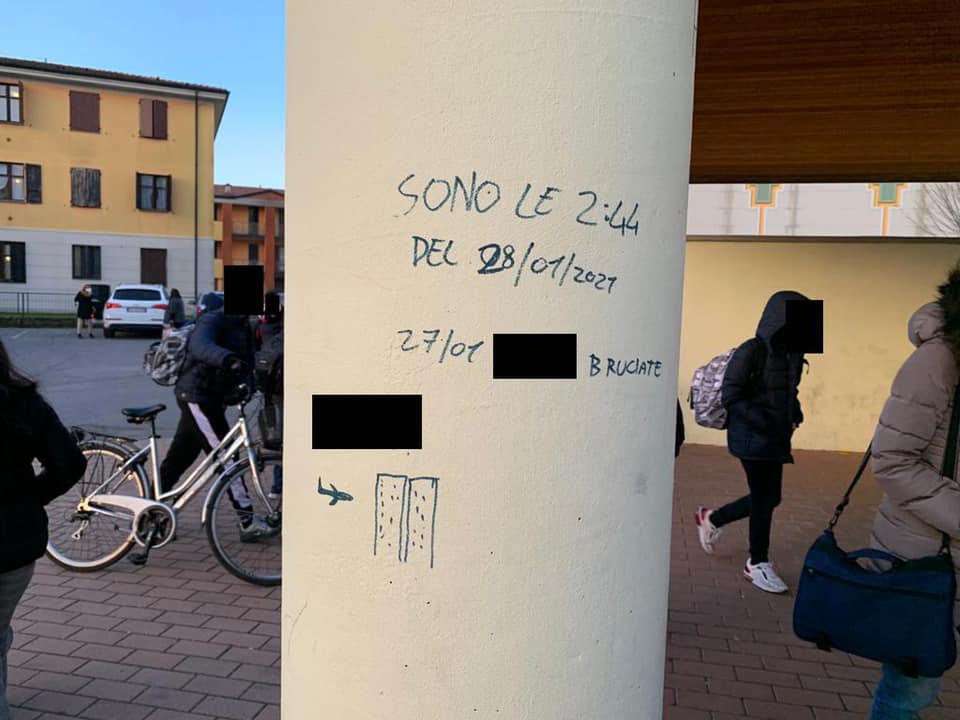 SONO LE 2:44
DEL 28/01/2021
27/01 BRUCIATE